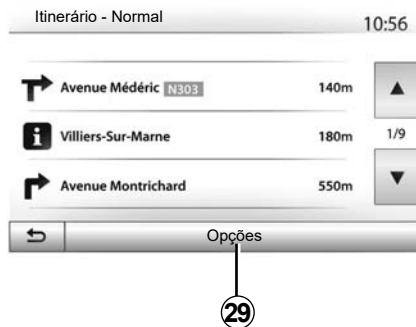 Itinerário - Normal 10:56
Avenue Médéric N303 140m
Villiers-Sur-Marne 180m
1/9
Avenue Montrichard 550m
Opções
29